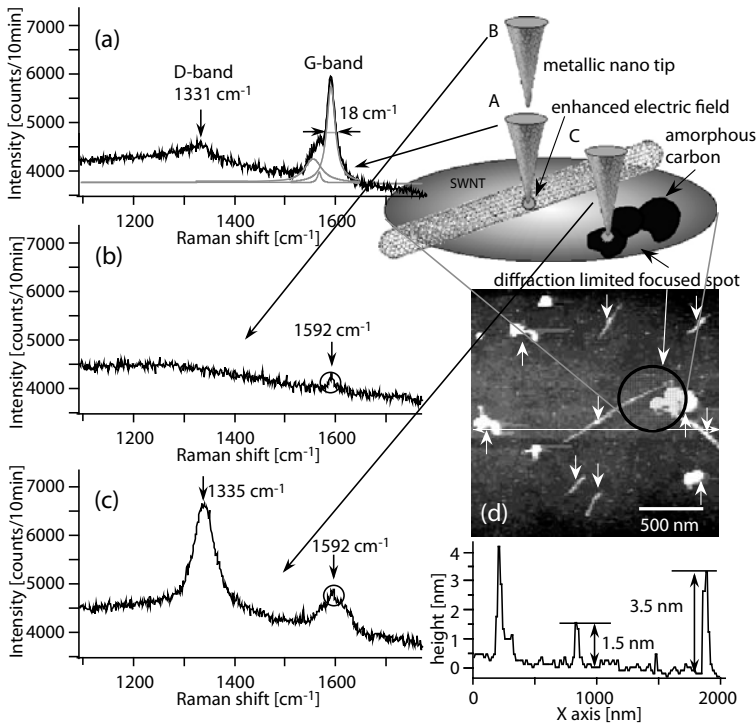 (a)
Intensity [counts/10min]
7000
6000
5000
4000
D-band
1331 cm-1
G-band
18 cm-1
1200
1400
1600
Raman shift [cm-1]
B
metallic nano tip
A
enhanced electric field
C
amorphous
carbon
SWNT
diffraction limited focused spot
(b)
Intensity [counts/10min]
7000
6000
5000
4000
1592 cm-1
1200
1400
1600
Raman shift [cm-1]
(c)
Intensity [counts/10min]
7000
6000
5000
4000
1335 cm-1
1592 cm-1
1200
1400
1600
Raman shift [cm-1]
(d)
500 nm
height [nm]
4
3
2
1
0
3.5 nm
1.5 nm
0
1000
2000
X axis [nm]